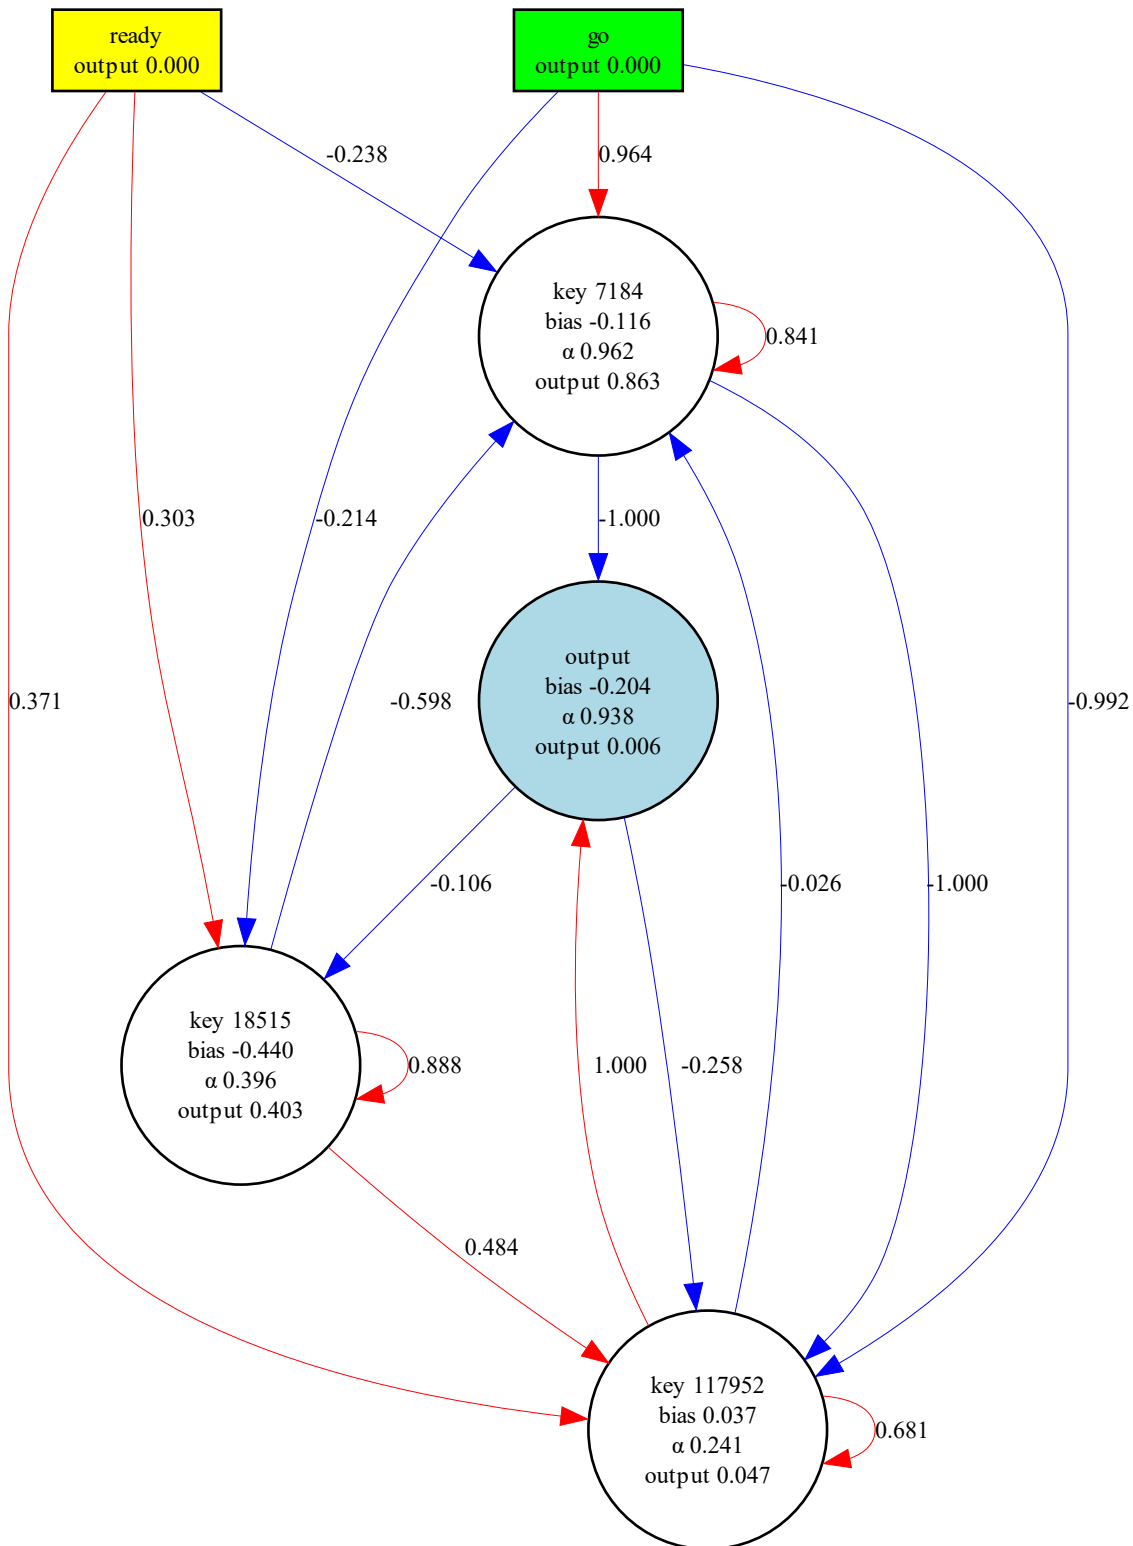 ready
output 0.000
go
output 0.000
-0.238
0.964
key 7184
bias -0.116
α 0.962
output 0.863
0.841
0.303
-0.214
-1.000
output
bias -0.204
α 0.938
output 0.006
0.371
-0.598
-0.992
-0.106
-0.026
-1.000
key 18515
bias -0.440
α 0.396
output 0.403
0.888
1.000
-0.258
0.484
key 117952
bias 0.037
α 0.241
output 0.047
0.681